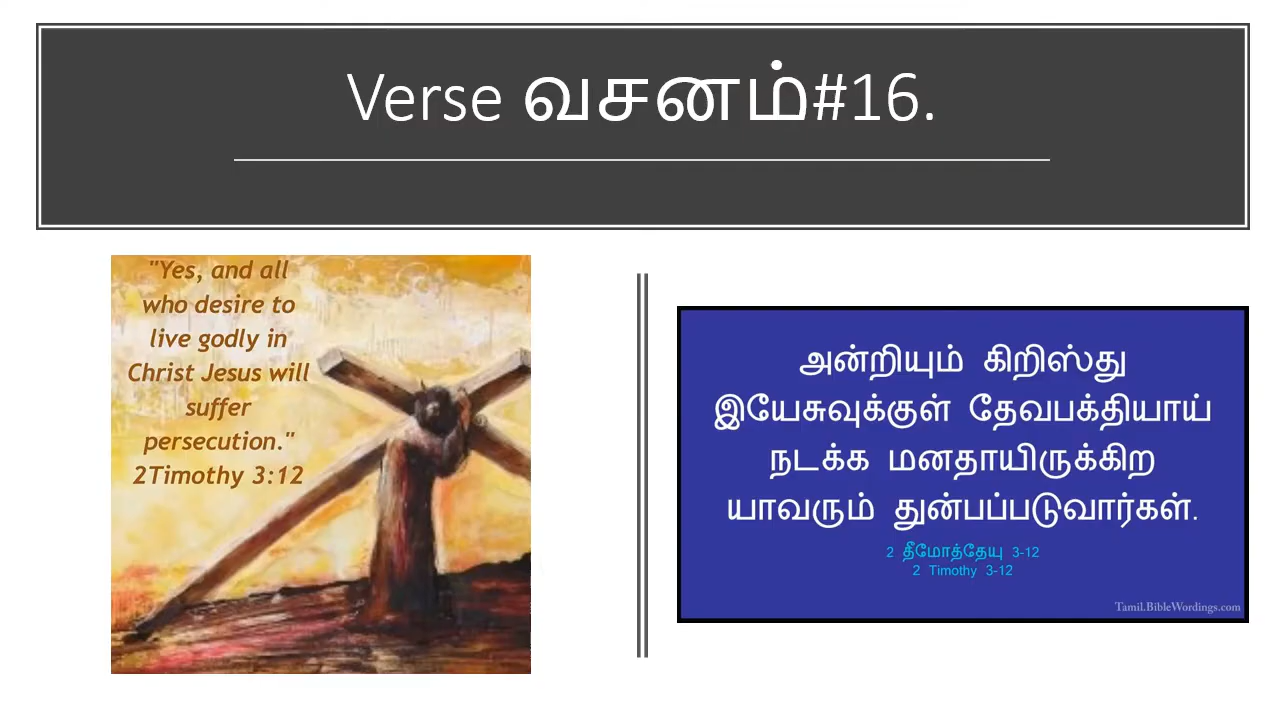 Verse வசனம்#16.
"Yes, and all
who desire to
live godly in
Christ Jesus will
suffer
persecution."
2Timothy 3:12
அன்றியும் கிறிஸ்து
இயேசுவுக்குள் தேவபக்தியாய்
நடக்க மனதாயிருக்கிற
யாவரும் துன்பப்படுவார்கள்.
2 தீமோத்தேயு 3-12
2 Timothy 3-12
Tamil.BibleWordings.com